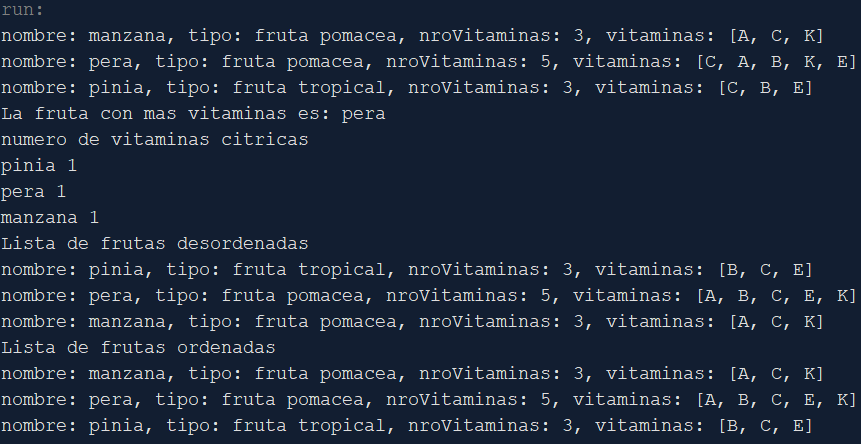 run:
nombre: manzana, tipo: fruta pomacea, nroVitaminas: 3, vitaminas: [A, C, K]
nombre: pera, tipo: fruta pomacea, nroVitaminas: 5, vitaminas: [C, A, B, K, E]
nombre: pinia, tipo: fruta tropical, nroVitaminas: 3, vitaminas: [C, B, E]
La fruta con mas vitaminas es: pera
numero de vitaminas citricas
pinia 1
pera 1
manzana 1
Lista de frutas desordenadas
nombre: pinia, tipo: fruta tropical, nroVitaminas: 3, vitaminas: [B, C, E]
nombre: pera, tipo: fruta pomacea, nroVitaminas: 5, vitaminas: [A, B, C, E, K]
nombre: manzana, tipo: fruta pomacea, nroVitaminas: 3, vitaminas: [A, C, K]
Lista de frutas ordenadas
nombre: manzana, tipo: fruta pomacea, nroVitaminas: 3, vitaminas: [A, C, K]
nombre: pera, tipo: fruta pomacea, nroVitaminas: 5, vitaminas: [A, B, C, E, K]
nombre: pinia, tipo: fruta tropical, nroVitaminas: 3, vitaminas: [B, C, E]